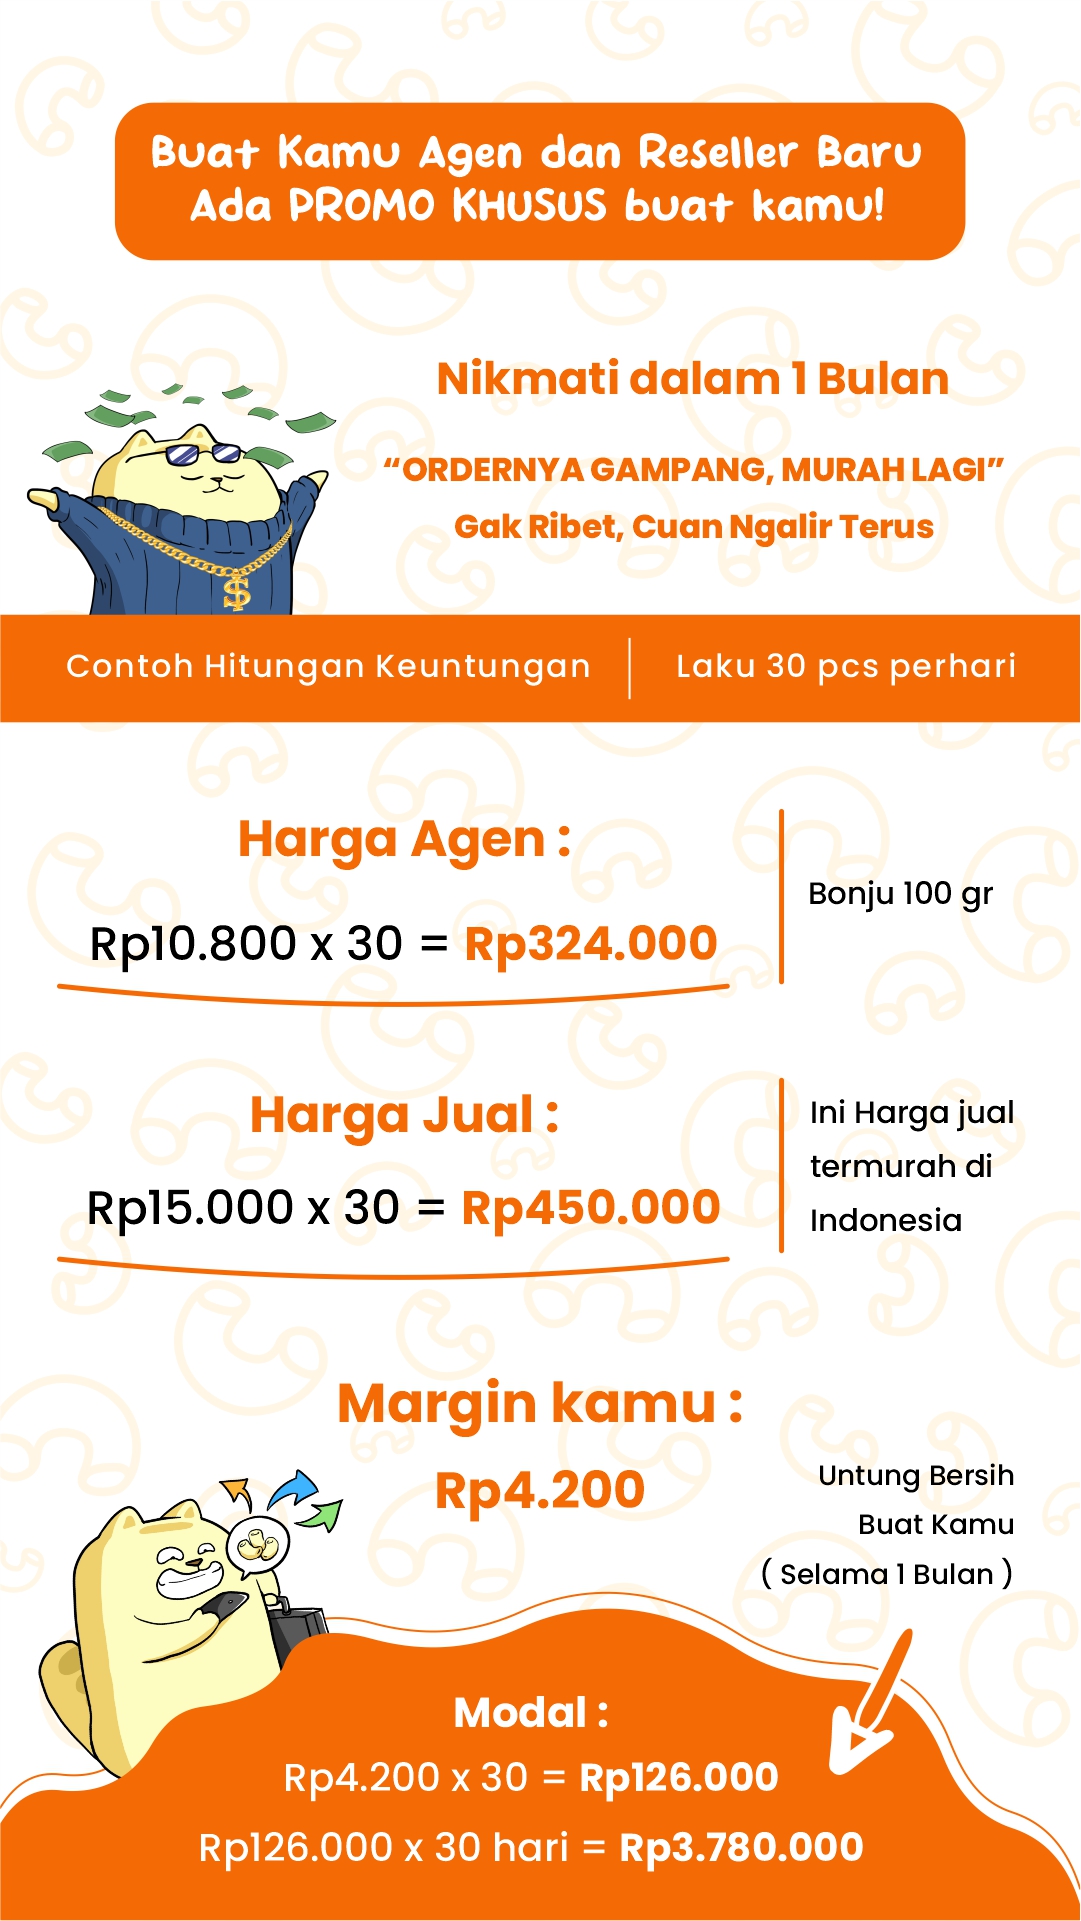 Buat Kamu Agen dan Reseller Baru
Ada PROMO KHUSUS buat kamu!
Nikmati dalam 1 Bulan
“ORDERNYA GAMPANG, MURAH LAGI”
Gak Ribet, Cuan Ngalir Terus
Contoh Hitungan Keuntungan
Laku 30 pcs perhari
Harga Agen :
Rp10.800 x 30 = Rp324.000
Bonju 100 gr
Harga Jual :
Rp15.000 x 30 = Rp450.000
Ini Harga jual
termurah di
Indonesia
Margin kamu :
Rp4.200
Untung Bersih
Buat Kamu
( Selama 1 Bulan )
Modal :
Rp4.200 x 30 = Rp126.000
Rp126.000 x 30 hari = Rp3.780.000